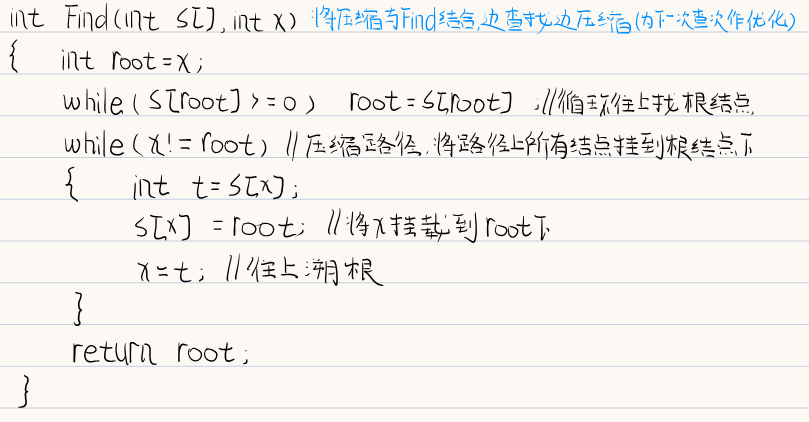 int Find(int S[], int x) 将压缩与Find结合,边查找边压缩(为下一次查次作优化)
{ int root=x;
while(S[root]>=0) root=S[root]; //循环往上找根结点
while(x!=root) //压缩路径,将路径上所有结点挂到根结点下
{ int t=S[x];
S[x] =root; //将x挂载到root下
x=t; //往上溯根
}
return root;
}